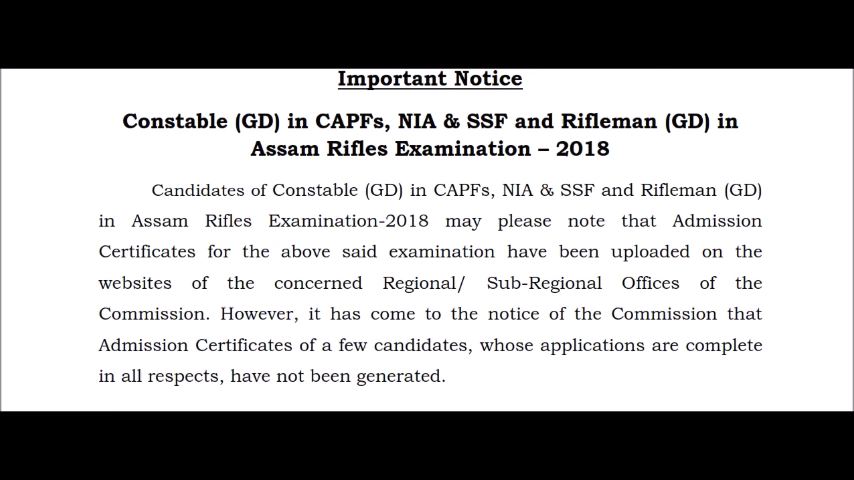 Important Notice
Constable (GD) in CAPFs, NIA & SSF and Rifleman (GD) in
Assam Rifles Examination – 2018
Candidates of Constable (GD) in CAPFs, NIA & SSF and Rifleman (GD)
in Assam Rifles Examination-2018 may please note that Admission
Certificates for the above said examination have been uploaded on the
websites of the concerned Regional/ Sub-Regional Offices of the
Commission. However, it has come to the notice of the Commission that
Admission Certificates of a few candidates, whose applications are complete
in all respects, have not been generated.